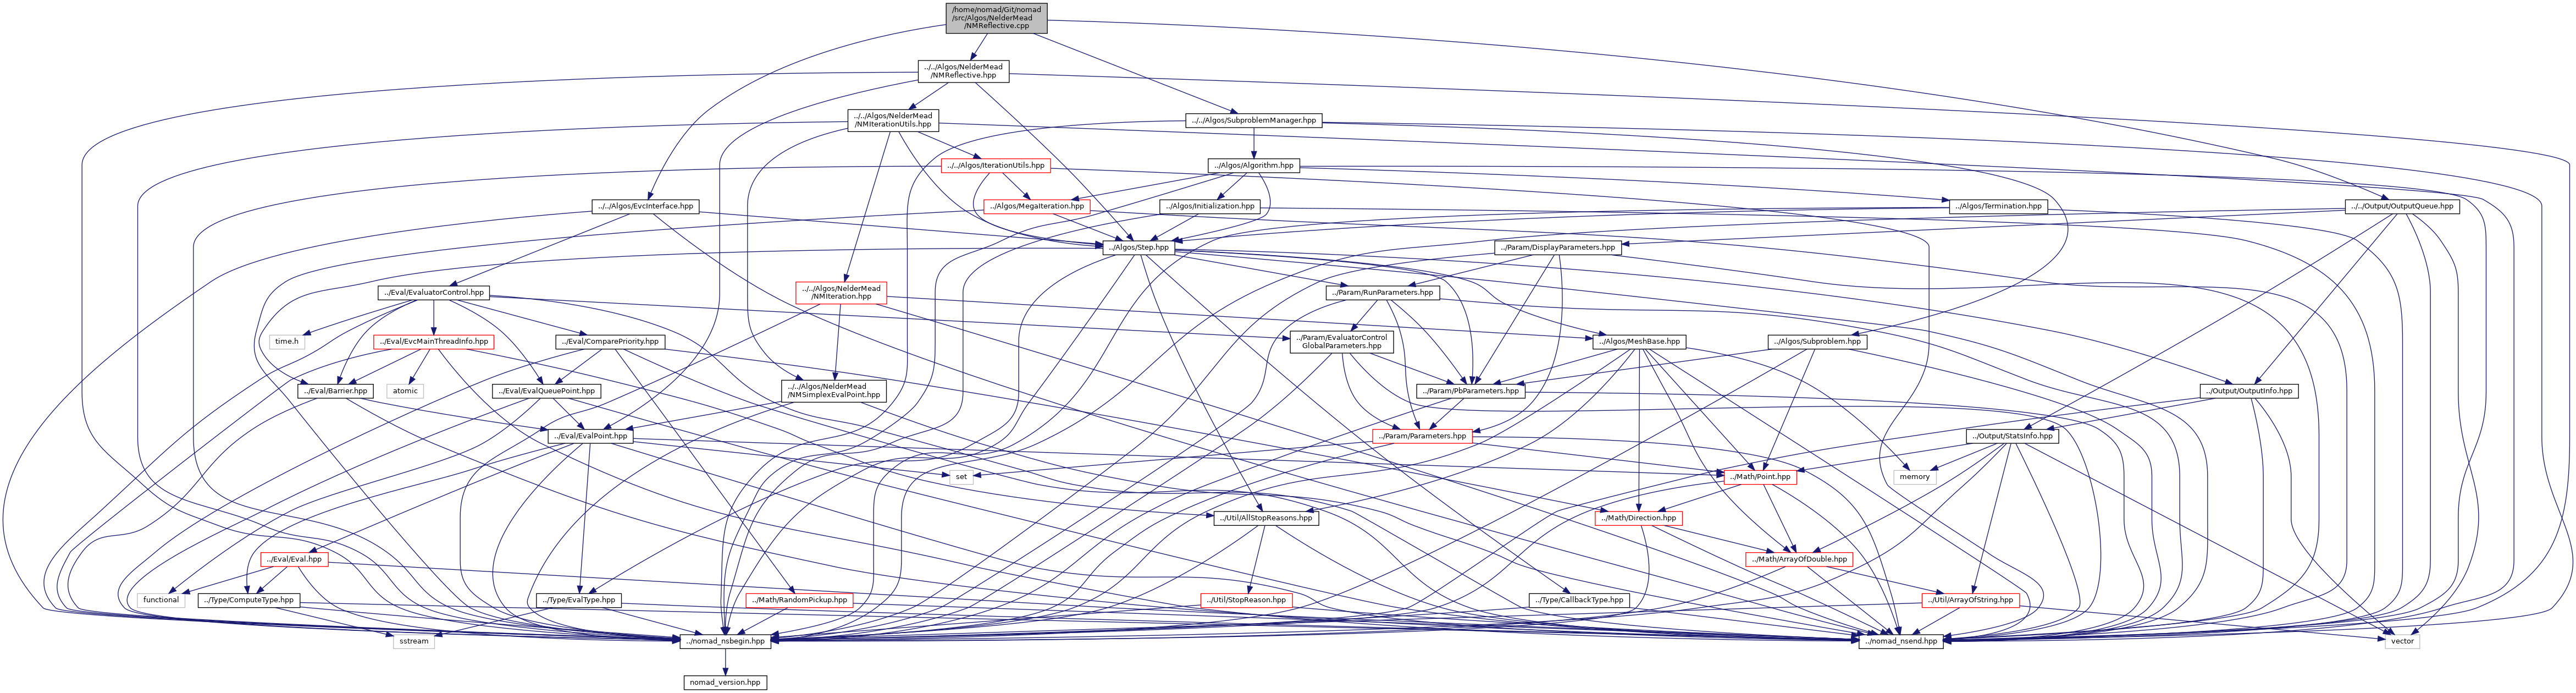 /home/nomad/Git/nomad
/src/Algos/NelderMead
/NMReflective.cpp
../../Algos/NelderMead
/NMReflective.hpp
../../Algos/NelderMead
/NMIterationUtils.hpp
../../Algos/SubproblemManager.hpp
../../Algos/IterationUtils.hpp
../Algos/Algorithm.hpp
../../Algos/EvcInterface.hpp
../Algos/MegaIteration.hpp
../Algos/Initialization.hpp
../Algos/Termination.hpp
../../Output/OutputQueue.hpp
../Algos/Step.hpp
../Param/DisplayParameters.hpp
../Eval/EvaluatorControl.hpp
../../Algos/NelderMead
/NMIteration.hpp
../Param/RunParameters.hpp
time.h
../Eval/EvcMainThreadInfo.hpp
../Eval/ComparePriority.hpp
../Param/EvaluatorControl
GlobalParameters.hpp
../Algos/MeshBase.hpp
../Algos/Subproblem.hpp
../Eval/Barrier.hpp
atomic
../Eval/EvalQueuePoint.hpp
../../Algos/NelderMead
/NMSimplexEvalPoint.hpp
../Param/PbParameters.hpp
../Output/OutputInfo.hpp
../Eval/EvalPoint.hpp
../Param/Parameters.hpp
../Output/StatsInfo.hpp
set
../Math/Point.hpp
memory
../Util/AllStopReasons.hpp
../Math/Direction.hpp
../Eval/Eval.hpp
../Math/ArrayOfDouble.hpp
functional
../Type/ComputeType.hpp
../Type/EvalType.hpp
../Math/RandomPickup.hpp
../Util/StopReason.hpp
../Type/CallbackType.hpp
../Util/ArrayOfString.hpp
sstream
../nomad_nsbegin.hpp
../nomad_nsend.hpp
vector
nomad_version.hpp